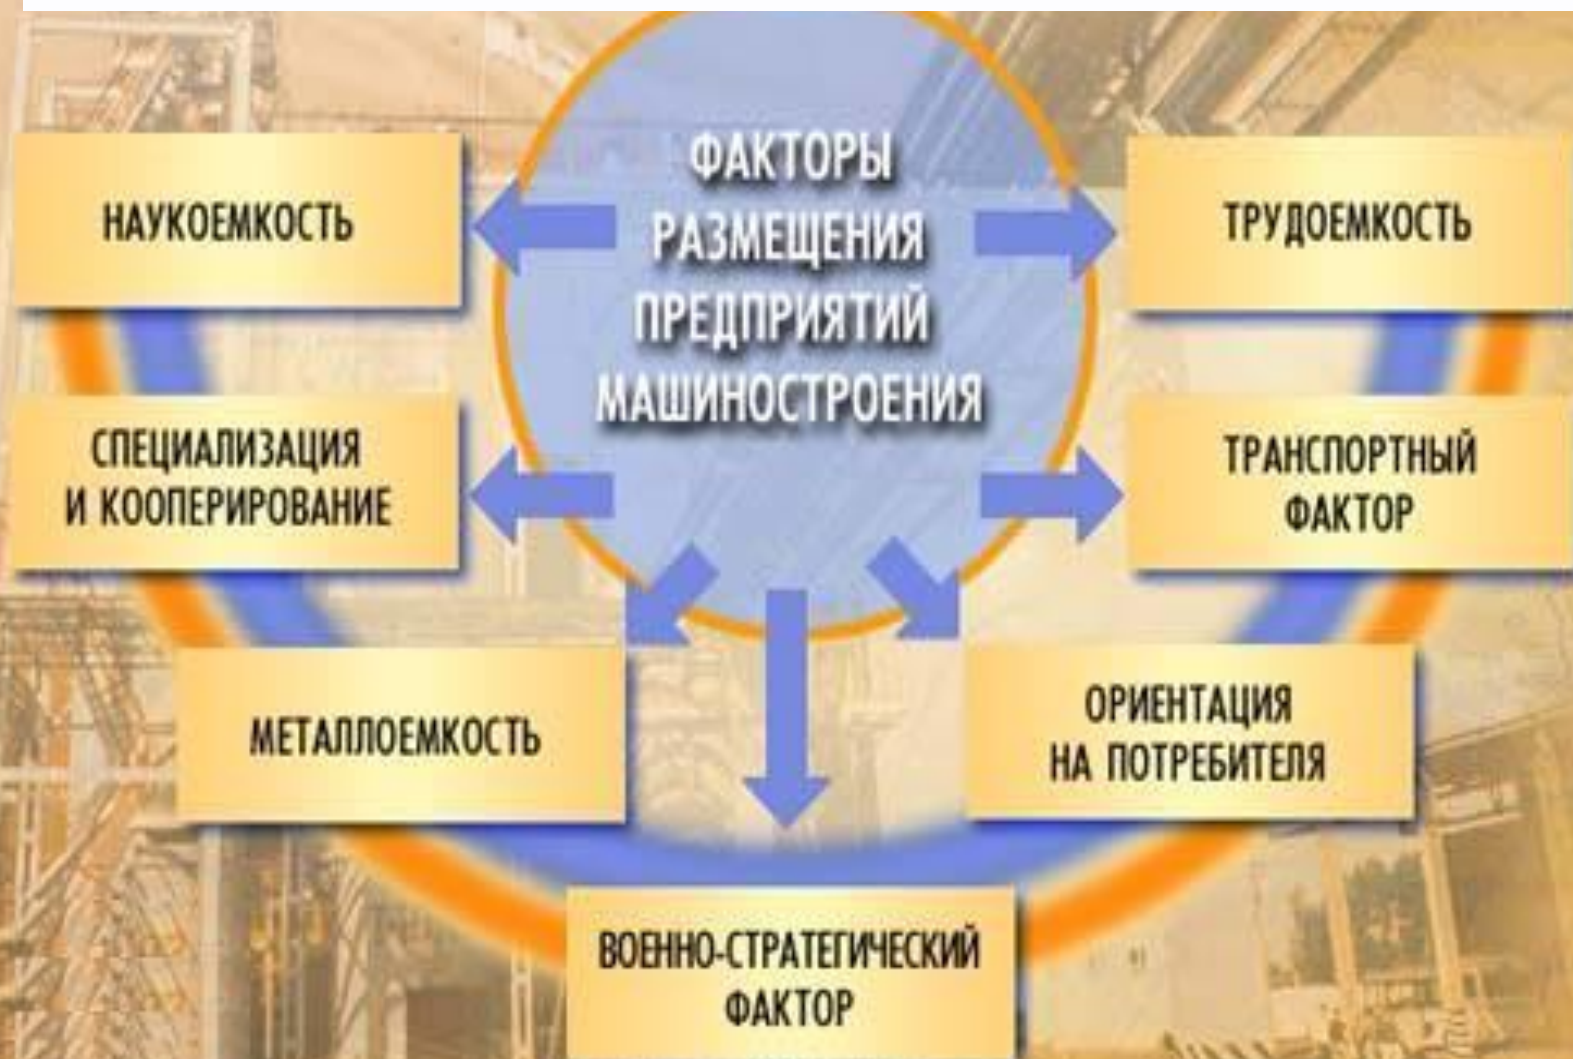 ФАКТОРЫ
РАЗМЕЩЕНИЯ
ПРЕДПРИЯТИЙ
МАШИНОСТРОЕНИЯ
НАУКОЕМКОСТЬ
ТРУДОЕМКОСТЬ
СПЕЦИАЛИЗАЦИЯ
И КООПЕРИРОВАНИЕ
ТРАНСПОРТНЫЙ
ФАКТОР
МЕТАЛЛОЕМКОСТЬ
ОРИЕНТАЦИЯ
НА ПОТРЕБИТЕЛЯ
ВОЕННО-СТРАТЕГИЧЕСКИЙ
ФАКТОР